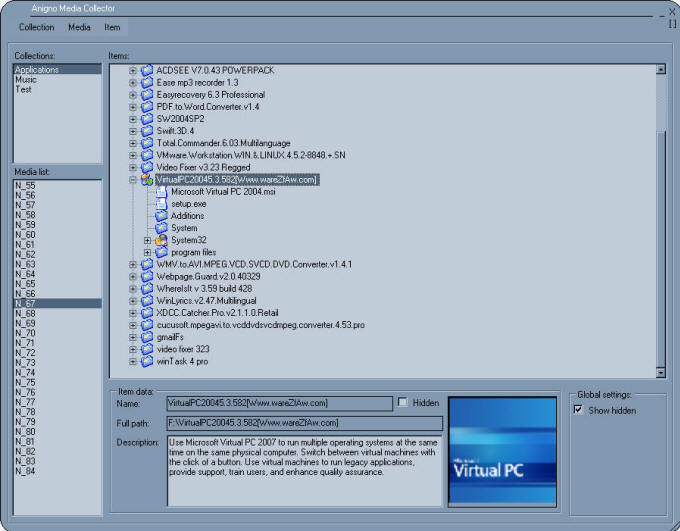 Anigno Media Collector
Collection Media Item
Collections:
Applications
Music
Test
Media list:
N_55
N_56
N_57
N_58
N_59
N_60
N_61
N_62
N_63
N_64
N_65
N_66
N_67
N_68
N_69
N_70
N_71
N_72
N_73
N_74
N_75
N_76
N_77
N_78
N_79
N_80
N_81
N_82
N_83
N_84
Items:
ACDSEE V7.0.43 POWERPACK
Ease mp3 recorder 1.3
Easyrecovery 6.3 Professional
PDF.to.Word.Converter.v1.4
SW2004SP2
Swift.3D.4
Total.Commander.6.03.Multilanguage
VMware.Workstation.WIN.&.LINUX.4.5.2-8848.+.SN
Video Fixer v3.23 Regged
VirtualPC20045.3.582[Www.wareZfAw.com]
Microsoft Virtual PC 2004.msi
setup.exe
Additions
System
System32
program files
WMV.to.AVI.MPEG.VCD.SVCD.DVD.Converter.v1.4.1
Webpage.Guard.v2.0.40329
WhereIsIt v 3.59 build 428
WinLyrics.v2.47.Multilingual
XDCC.Catcher.Pro.v2.1.1.0.Retail
cucusoft.mpegavi.to.vcddvdsvcdmpeg.converter.4.53.pro
gmailFs
video fixer 323
winTask 4 pro
Item data:
Name: VirtualPC20045.3.582[Www.wareZfAw.com] Hidden
Full path: F:\VirtualPC20045.3.582[Www.wareZfAw.com]
Description: Use Microsoft Virtual PC 2007 to run multiple operating systems at the same
time on the same physical computer. Switch between virtual machines with
the click of a button. Use virtual machines to run legacy applications,
provide support, train users, and enhance quality assurance.
Microsoft
Virtual PC
Global settings:
Show hidden